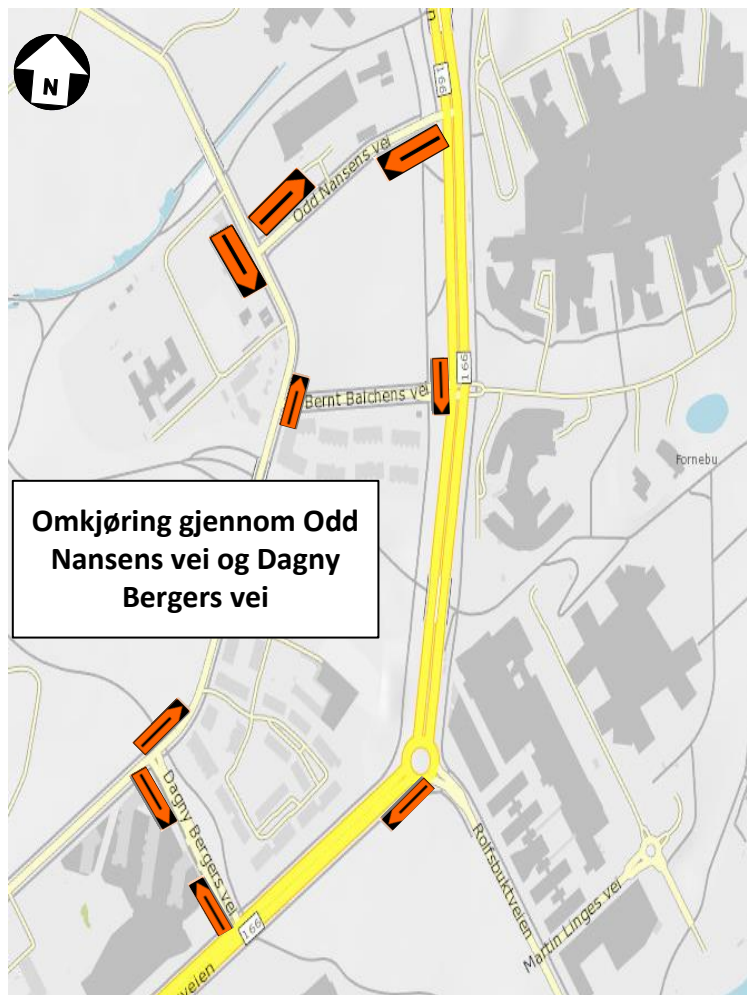 n
166
N
Odd Nansens vei
166
Bernt Balchens vei
Fornebu
Omkjøring gjennom Odd
Nansens vei og Dagny
Bergers vei
Dagny Bergers vei
Rolfsbuktveien
Martin Linges vei
166
veien